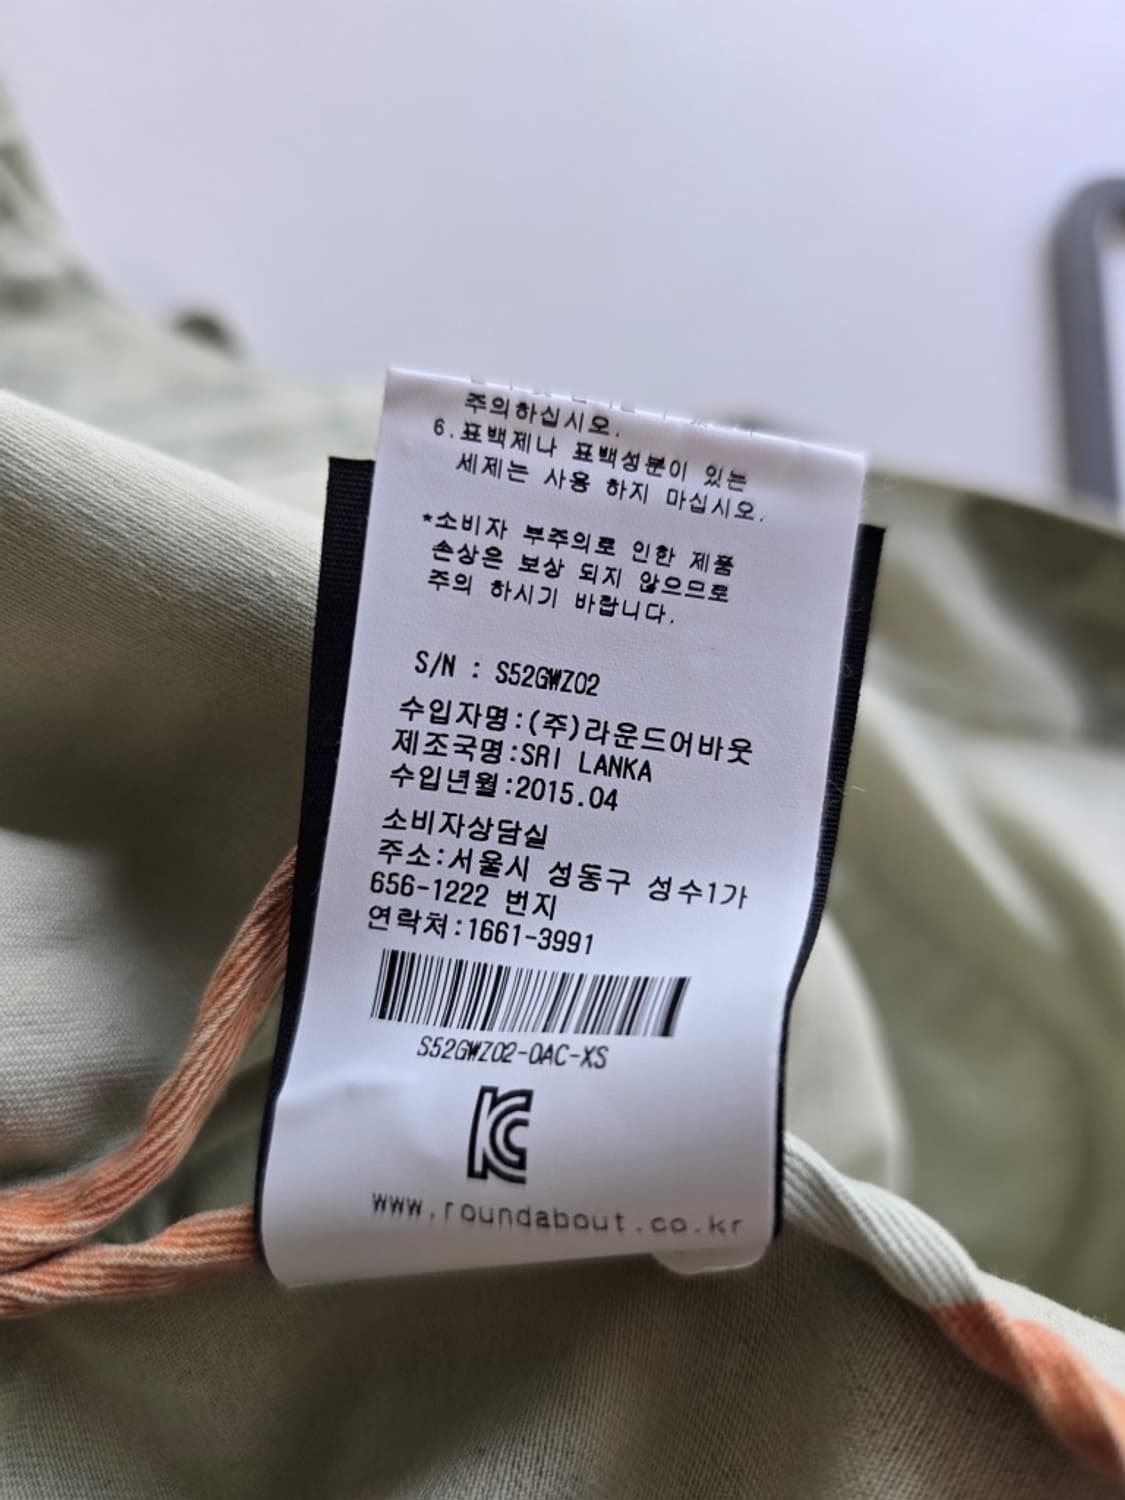 주의하십시오.
6.표백제나 표백성분이 있는
세제는 사용 하지 마십시오.
*소비자 부주의로 인한 제품
손상은 보상 되지 않으므로
주의 하시기 바랍니다.
S/N : S52GWZ02
수입자명:(주)라운드어바웃
제조국명:SRI LANKA
수입년월:2015.04
소비자상담실
주소:서울시 성동구 성수1가
656-1222 번지
연락처:1661-3991
S52GWZ02-OAC-XS
KC
www.roundabout.co.kr